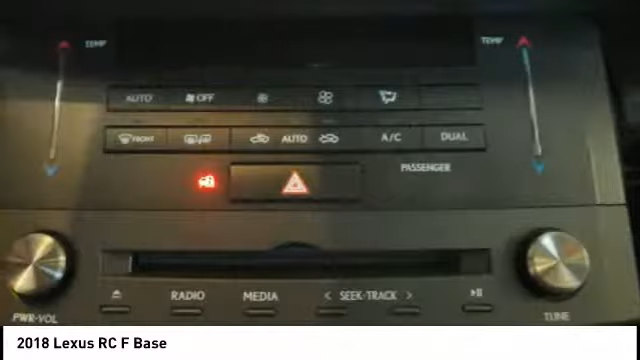 TEMP TEMP
AUTO OFF
FRONT AUTO A/C DUAL
PASSENGER
RADIO MEDIA < SEEK·TRACK >
PWR·VOL TUNE
2018 Lexus RC F Base